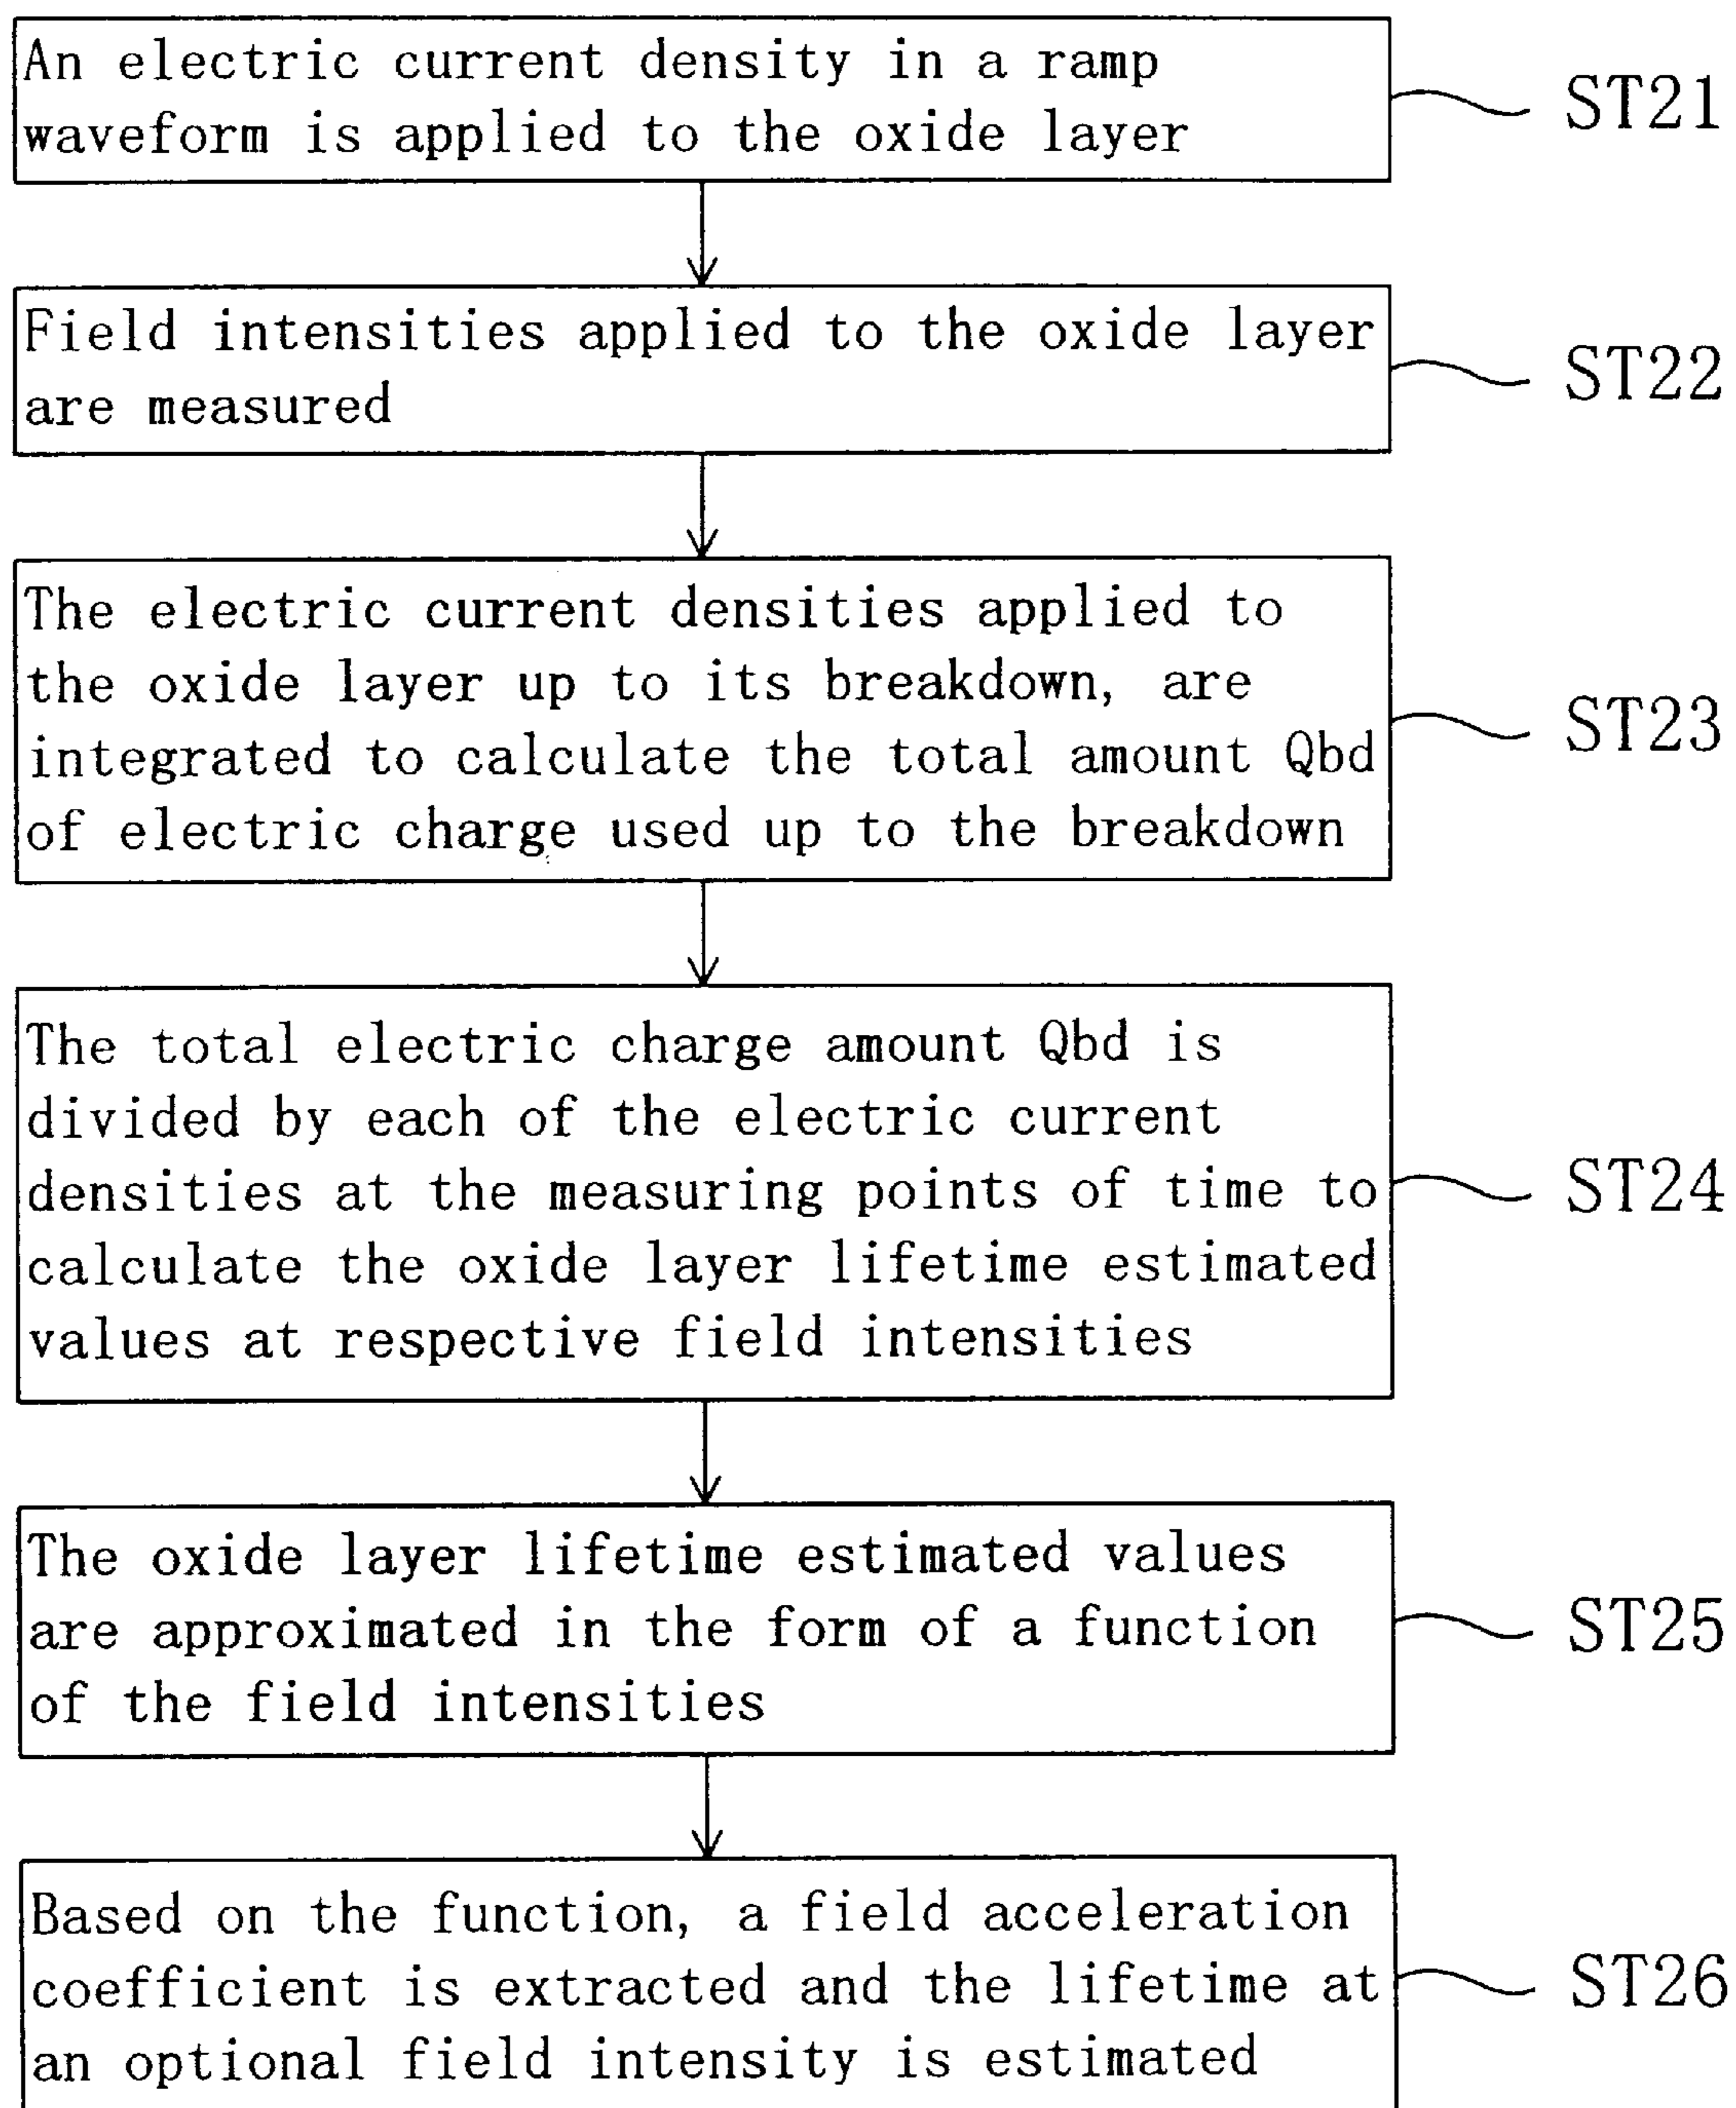 An electric current density in a ramp
waveform is applied to the oxide layer
ST21
Field intensities applied to the oxide layer
are measured
ST22
The electric current densities applied to
the oxide layer up to its breakdown, are
integrated to calculate the total amount Qbd
of electric charge used up to the breakdown
ST23
The total electric charge amount Qbd is
divided by each of the electric current
densities at the measuring points of time to
calculate the oxide layer lifetime estimated
values at respective field intensities
ST24
The oxide layer lifetime estimated values
are approximated in the form of a function
of the field intensities
ST25
Based on the function, a field acceleration
coefficient is extracted and the lifetime at
an optional field intensity is estimated
ST26